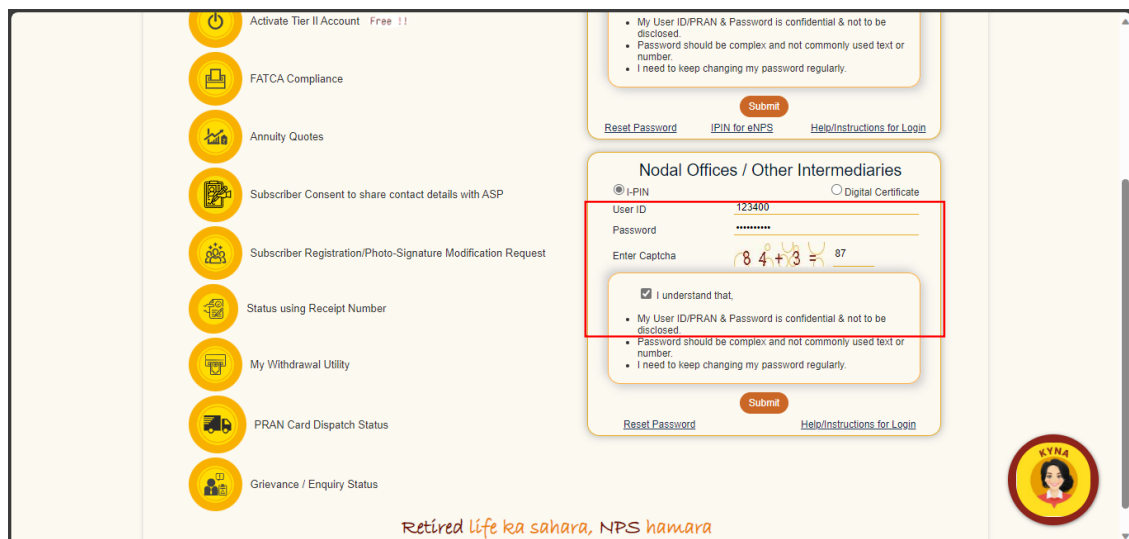 Activate Tier II Account Free !!
FATCA Compliance
Annuity Quotes
Subscriber Consent to share contact details with ASP
Subscriber Registration/Photo-Signature Modification Request
Status using Receipt Number
My Withdrawal Utility
PRAN Card Dispatch Status
Grievance / Enquiry Status
My User ID/PRAN & Password is confidential & not to be
disclosed.
Password should be complex and not commonly used text or
number.
I need to keep changing my password regularly.
Submit
Reset Password IPIN for eNPS Help/Instructions for Login
Nodal Offices / Other Intermediaries
I-PIN Digital Certificate
User ID 123400
Password ••••••••••
Enter Captcha 8 4 + 3 = 87
I understand that,
My User ID/PRAN & Password is confidential & not to be
disclosed.
Password should be complex and not commonly used text or
number.
I need to keep changing my password regularly.
Submit
Reset Password Help/Instructions for Login
KYNA
Retired life ka sahara, NPS hamara